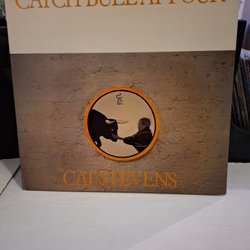 CATCH BULL AT FOUR
CAT STEVENS